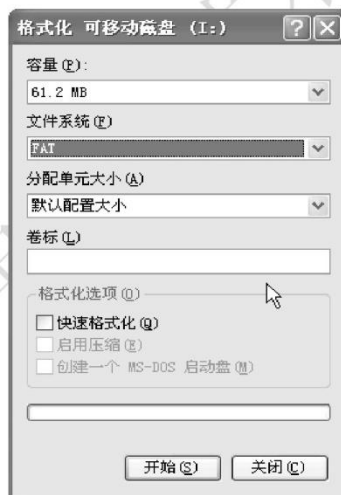 格式化 可移动磁盘 (I:)
容量(P):
61.2 MB
文件系统(F)
FAT
分配单元大小(A)
默认配置大小
卷标(L)
格式化选项(O)
快速格式化(Q)
启用压缩(E)
创建一个 MS-DOS 启动盘(M)
开始(S) 关闭(C)